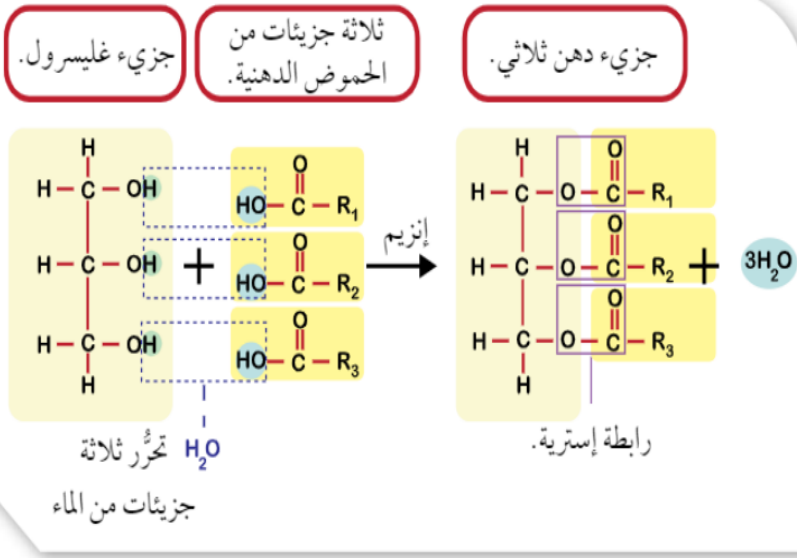 جزيء غليسرول.
ثلاثة جزيئات من
الحموض الدهنية.
جزيء دهن ثلاثي.
H
H – C – OH
H – C – OH
H – C – OH
H
+
O
HO – C – R₁
O
HO – C – R₂
O
HO – C – R₃
إنزيم
H
H – C – O – C – R₁
O
H – C – O – C – R₂
O
H – C – O – C – R₃
O
H
+
3H₂O
رابطة إسترية.
H₂O
تحرُّر ثلاثة
جزيئات من الماء